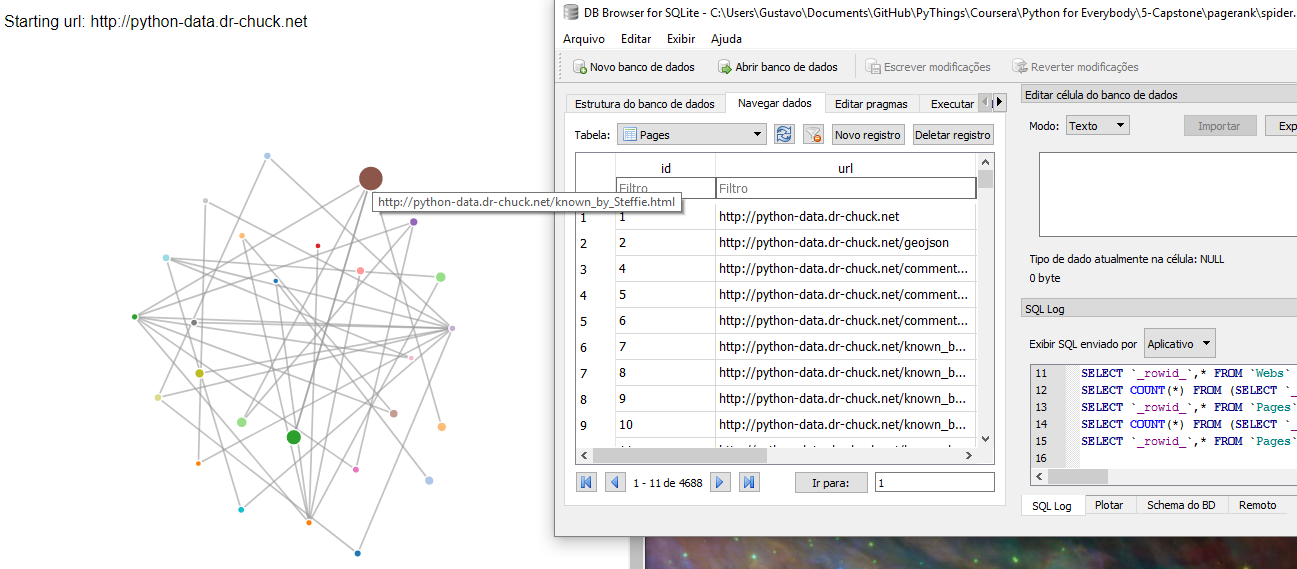 Starting url: http://python-data.dr-chuck.net
http://python-data.dr-chuck.net/known_by_Steffie.html
DB Browser for SQLite - C:\Users\Gustavo\Documents\GitHub\PyThings\Coursera\Python for Everybody\5-Capstone\pagerank\spider.
Arquivo Editar Exibir Ajuda
Novo banco de dados Abrir banco de dados Escrever modificações Reverter modificações
Estrutura do banco de dados Navegar dados Editar pragmas Executar
Tabela: Pages Novo registro Deletar registro
id url
Filtro Filtro
1 1 http://python-data.dr-chuck.net
2 2 http://python-data.dr-chuck.net/geojson
3 4 http://python-data.dr-chuck.net/comment...
4 5 http://python-data.dr-chuck.net/comment...
5 6 http://python-data.dr-chuck.net/comment...
6 7 http://python-data.dr-chuck.net/known_b...
7 8 http://python-data.dr-chuck.net/known_b...
8 9 http://python-data.dr-chuck.net/known_b...
9 10 http://python-data.dr-chuck.net/known_b...
1 - 11 de 4688 Ir para: 1
Editar célula do banco de dados
Modo: Texto Importar Exp
Tipo de dado atualmente na célula: NULL
0 byte
SQL Log
Exibir SQL enviado por Aplicativo
11 SELECT `_rowid_`,* FROM `Webs`
12 SELECT COUNT(*) FROM (SELECT `_
13 SELECT `_rowid_`,* FROM `Pages`
14 SELECT COUNT(*) FROM (SELECT `_
15 SELECT `_rowid_`,* FROM `Pages`
16
SQL Log Plotar Schema do BD Remoto